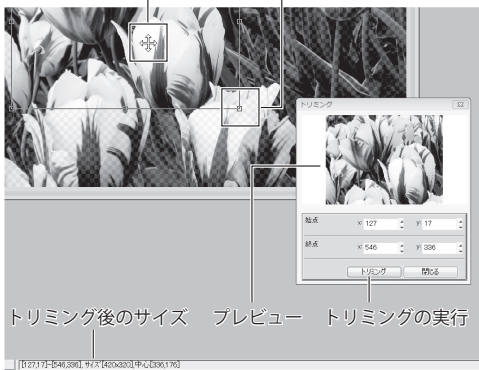 トリミング
始点 x: 127 y: 17
終点 x: 546 y: 336
トリミング 閉じる
トリミング後のサイズ プレビュー トリミングの実行
[127,17]-[546,336], サイズ[420x320],中心[336,176]